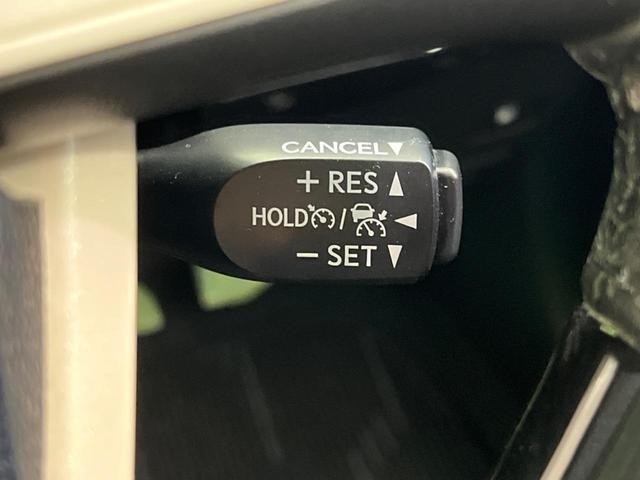 CANCEL▼
+ RES ▲
HOLD / ◀
− SET ▼